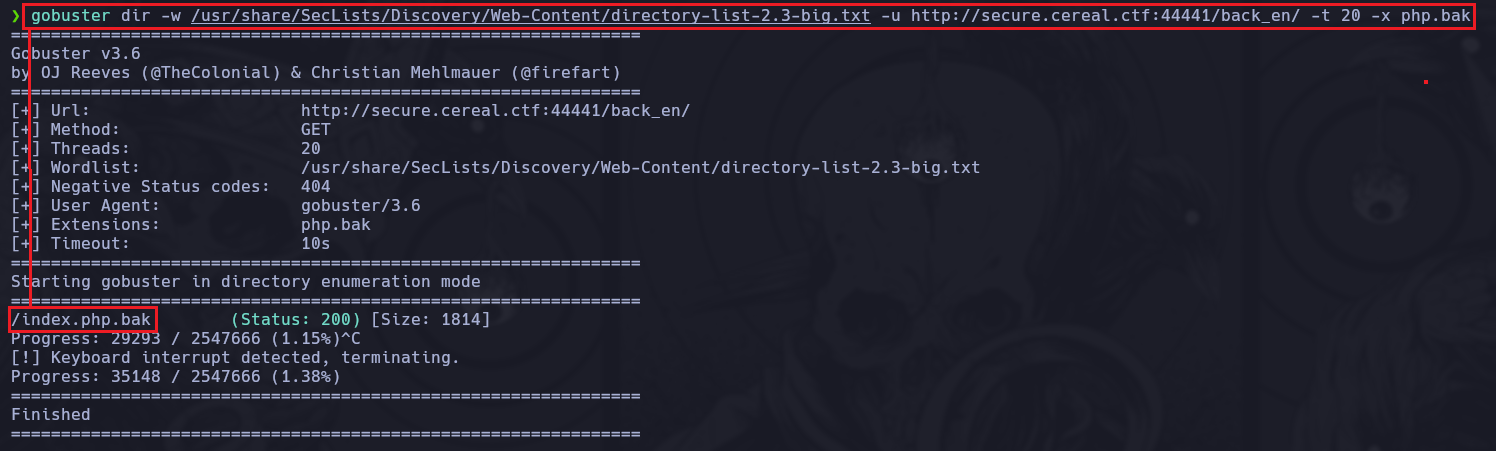 ❯ gobuster dir -w /usr/share/SecLists/Discovery/Web-Content/directory-list-2.3-big.txt -u http://secure.cereal.ctf:44441/back_en/ -t 20 -x php.bak
===============================================================
Gobuster v3.6
by OJ Reeves (@TheColonial) & Christian Mehlmauer (@firefart)
===============================================================
[+] Url:                     http://secure.cereal.ctf:44441/back_en/
[+] Method:                  GET
[+] Threads:                 20
[+] Wordlist:                /usr/share/SecLists/Discovery/Web-Content/directory-list-2.3-big.txt
[+] Negative Status codes:   404
[+] User Agent:              gobuster/3.6
[+] Extensions:              php.bak
[+] Timeout:                 10s
===============================================================
Starting gobuster in directory enumeration mode
===============================================================
/index.php.bak        (Status: 200) [Size: 1814]
Progress: 29293 / 2547666 (1.15%)^C
[!] Keyboard interrupt detected, terminating.
Progress: 35148 / 2547666 (1.38%)
===============================================================
Finished
===============================================================